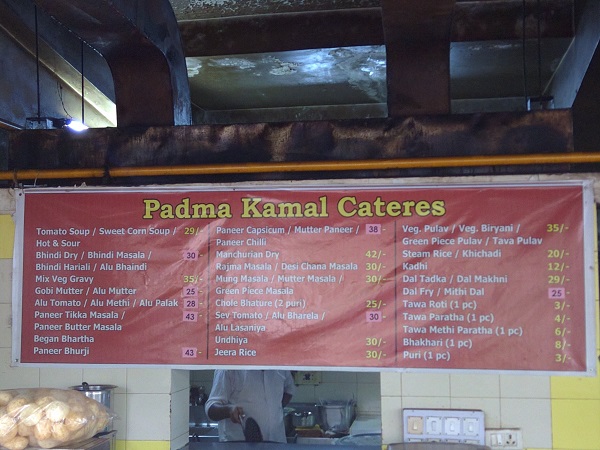 Padma Kamal Cateres
Tomato Soup / Sweet Corn Soup / 29/-
Hot & Sour
Bhindi Dry / Bhindi Masala / 30
Bhindi Hariali / Alu Bhaindi
Mix Veg Gravy 35/-
Gobi Mutter / Alu Mutter 25
Alu Tomato / Alu Methi / Alu Palak 28
Paneer Tikka Masala / 43
Paneer Butter Masala
Began Bhartha
Paneer Bhurji 43
Paneer Capsicum / Mutter Paneer / 38
Paneer Chilli
Manchurian Dry 42/-
Rajma Masala / Desi Chana Masala 30/-
Mung Masala / Mutter Masala / 30/-
Green Piece Masala
Chole Bhature (2 puri) 25/-
Sev Tomato / Alu Bharela / 30
Alu Lasaniya
Undhiya 30/-
Jeera Rice 30/-
Veg. Pulav / Veg. Biryani / 35/-
Green Piece Pulav / Tava Pulav
Steam Rice / Khichadi 20/-
Kadhi 12/-
Dal Tadka / Dal Makhni 29/-
Dal Fry / Mithi Dal 25
Tawa Roti (1 pc) 3/-
Tawa Paratha (1 pc) 4/-
Tawa Methi Paratha (1 pc) 6/-
Bhakhari (1 pc) 8/-
Puri (1 pc) 3/-